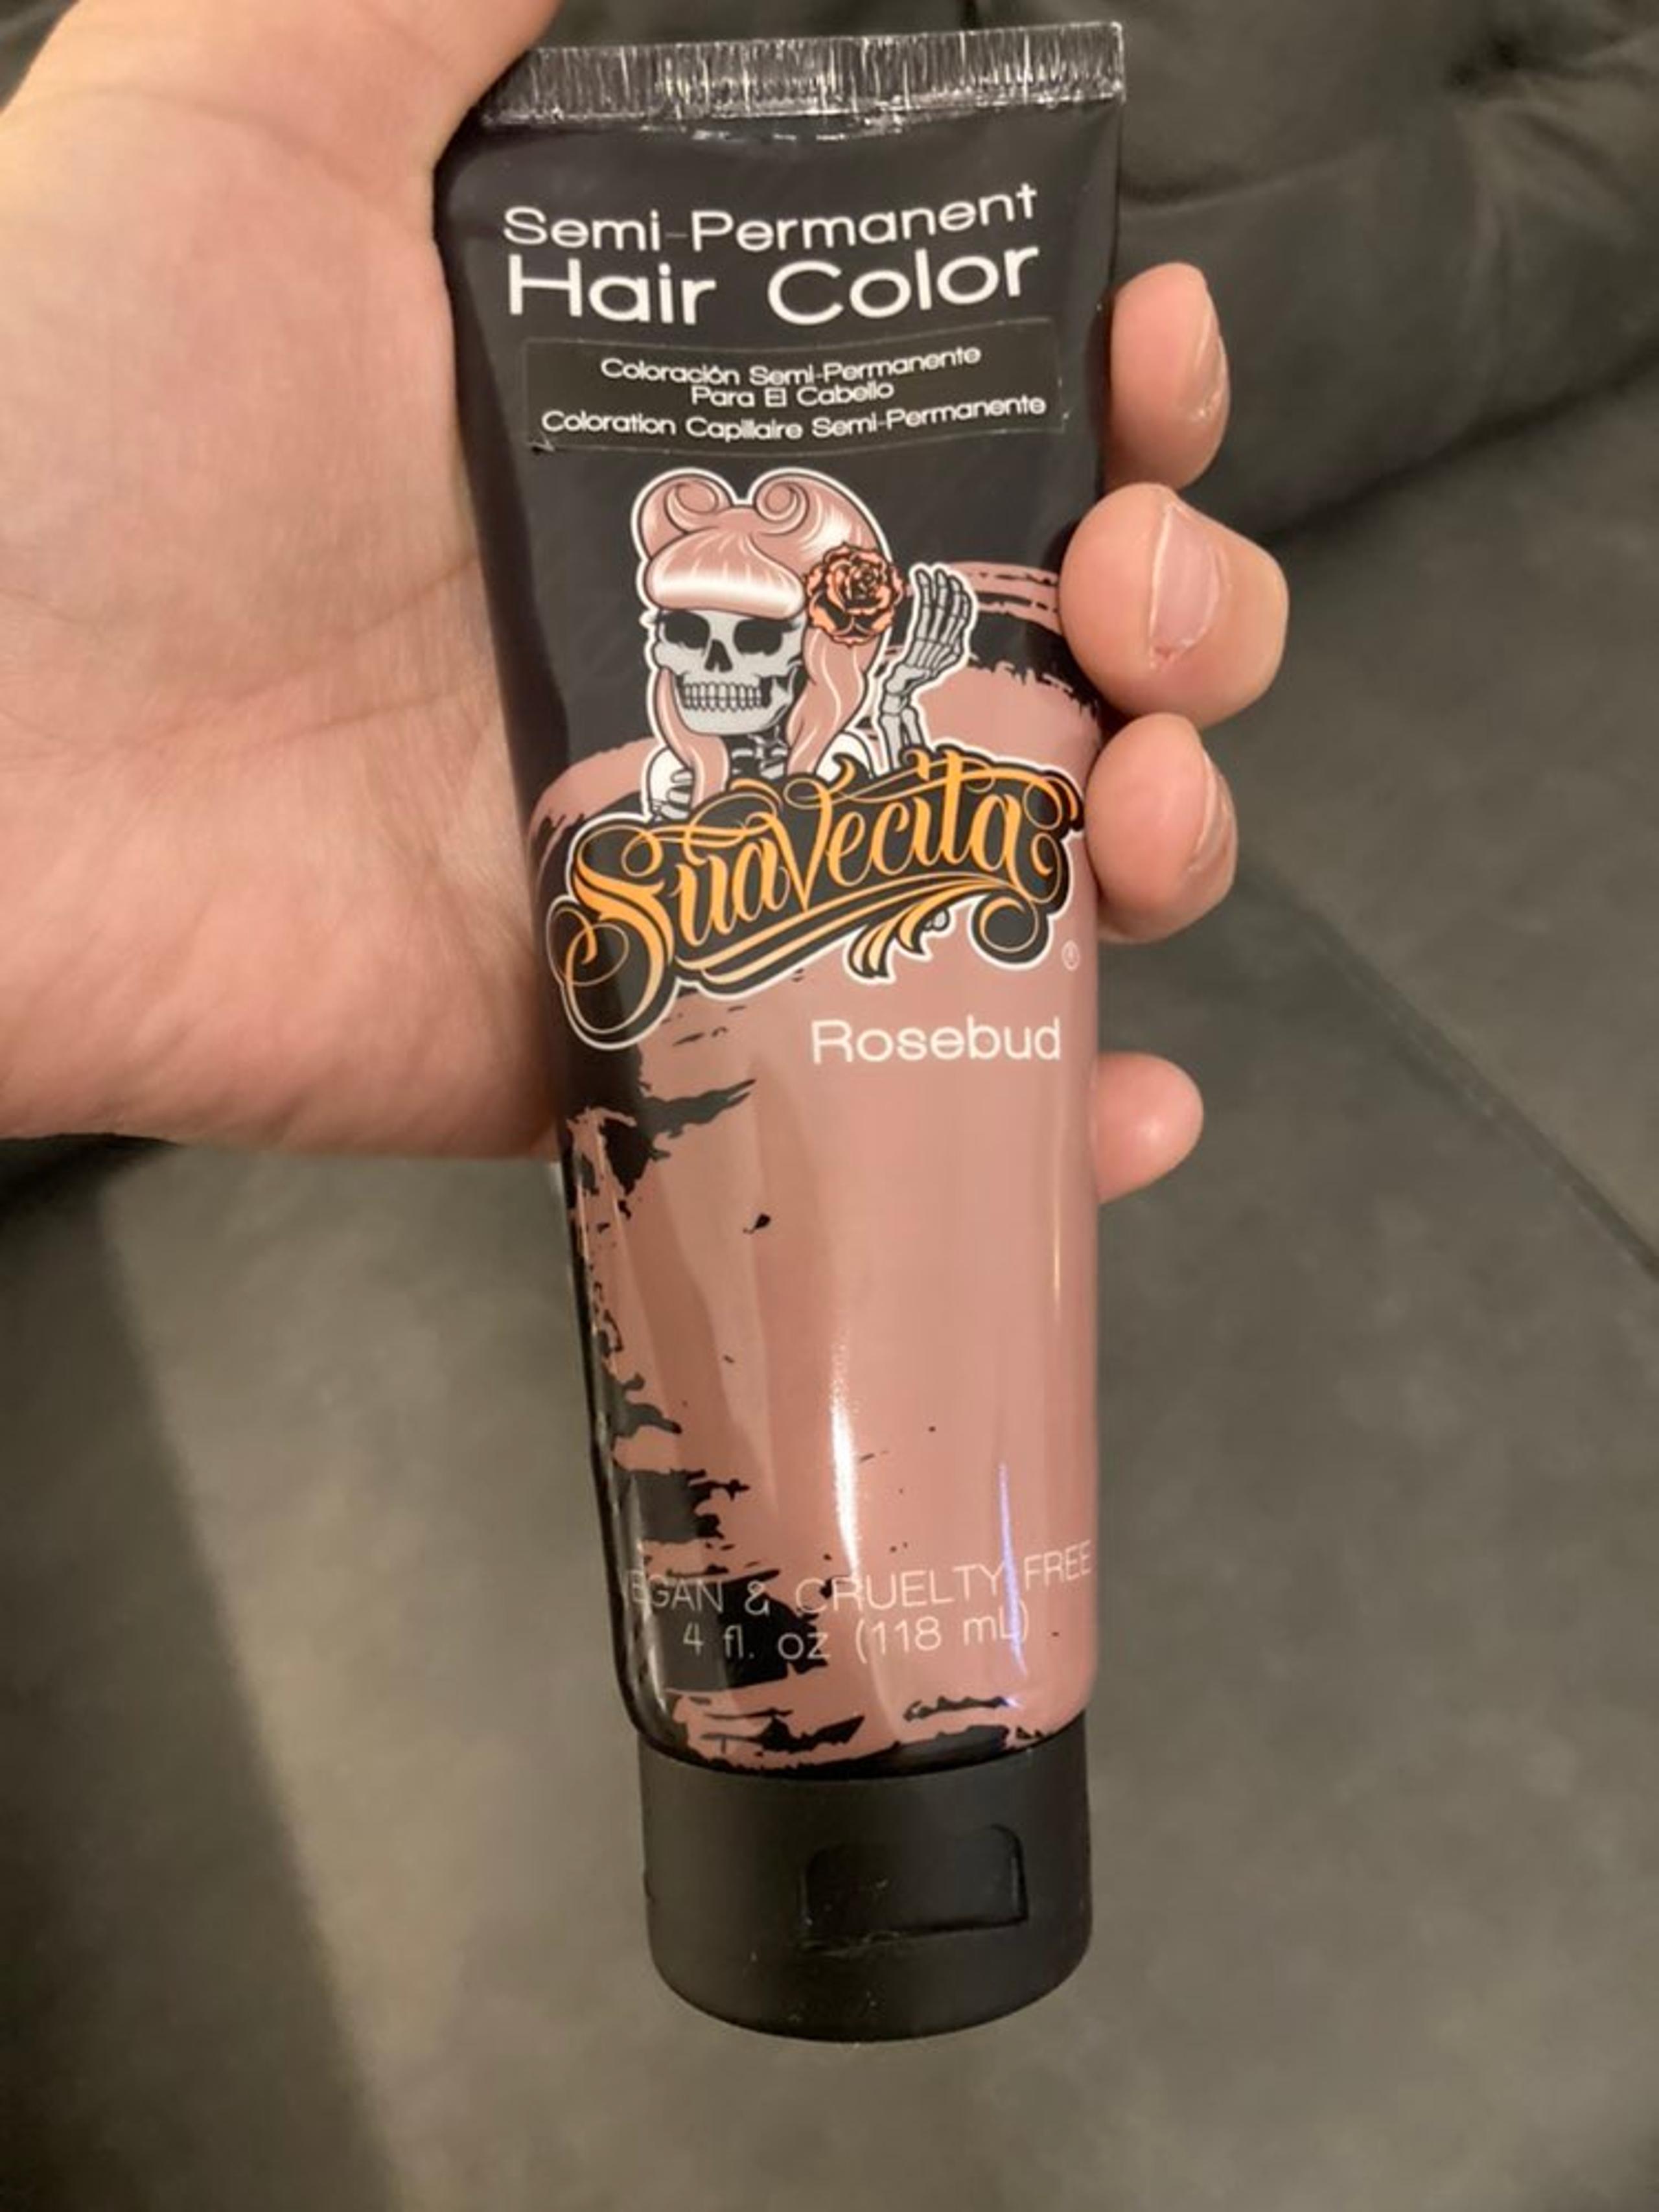 Semi-Permanent
Hair Color
Coloración Semi-Permanente
Para El Cabello
Coloration Capillaire Semi-Permanente
Suavecita
®
Rosebud
EGAN & CRUELTY FREE
4 fl. oz (118 mL)